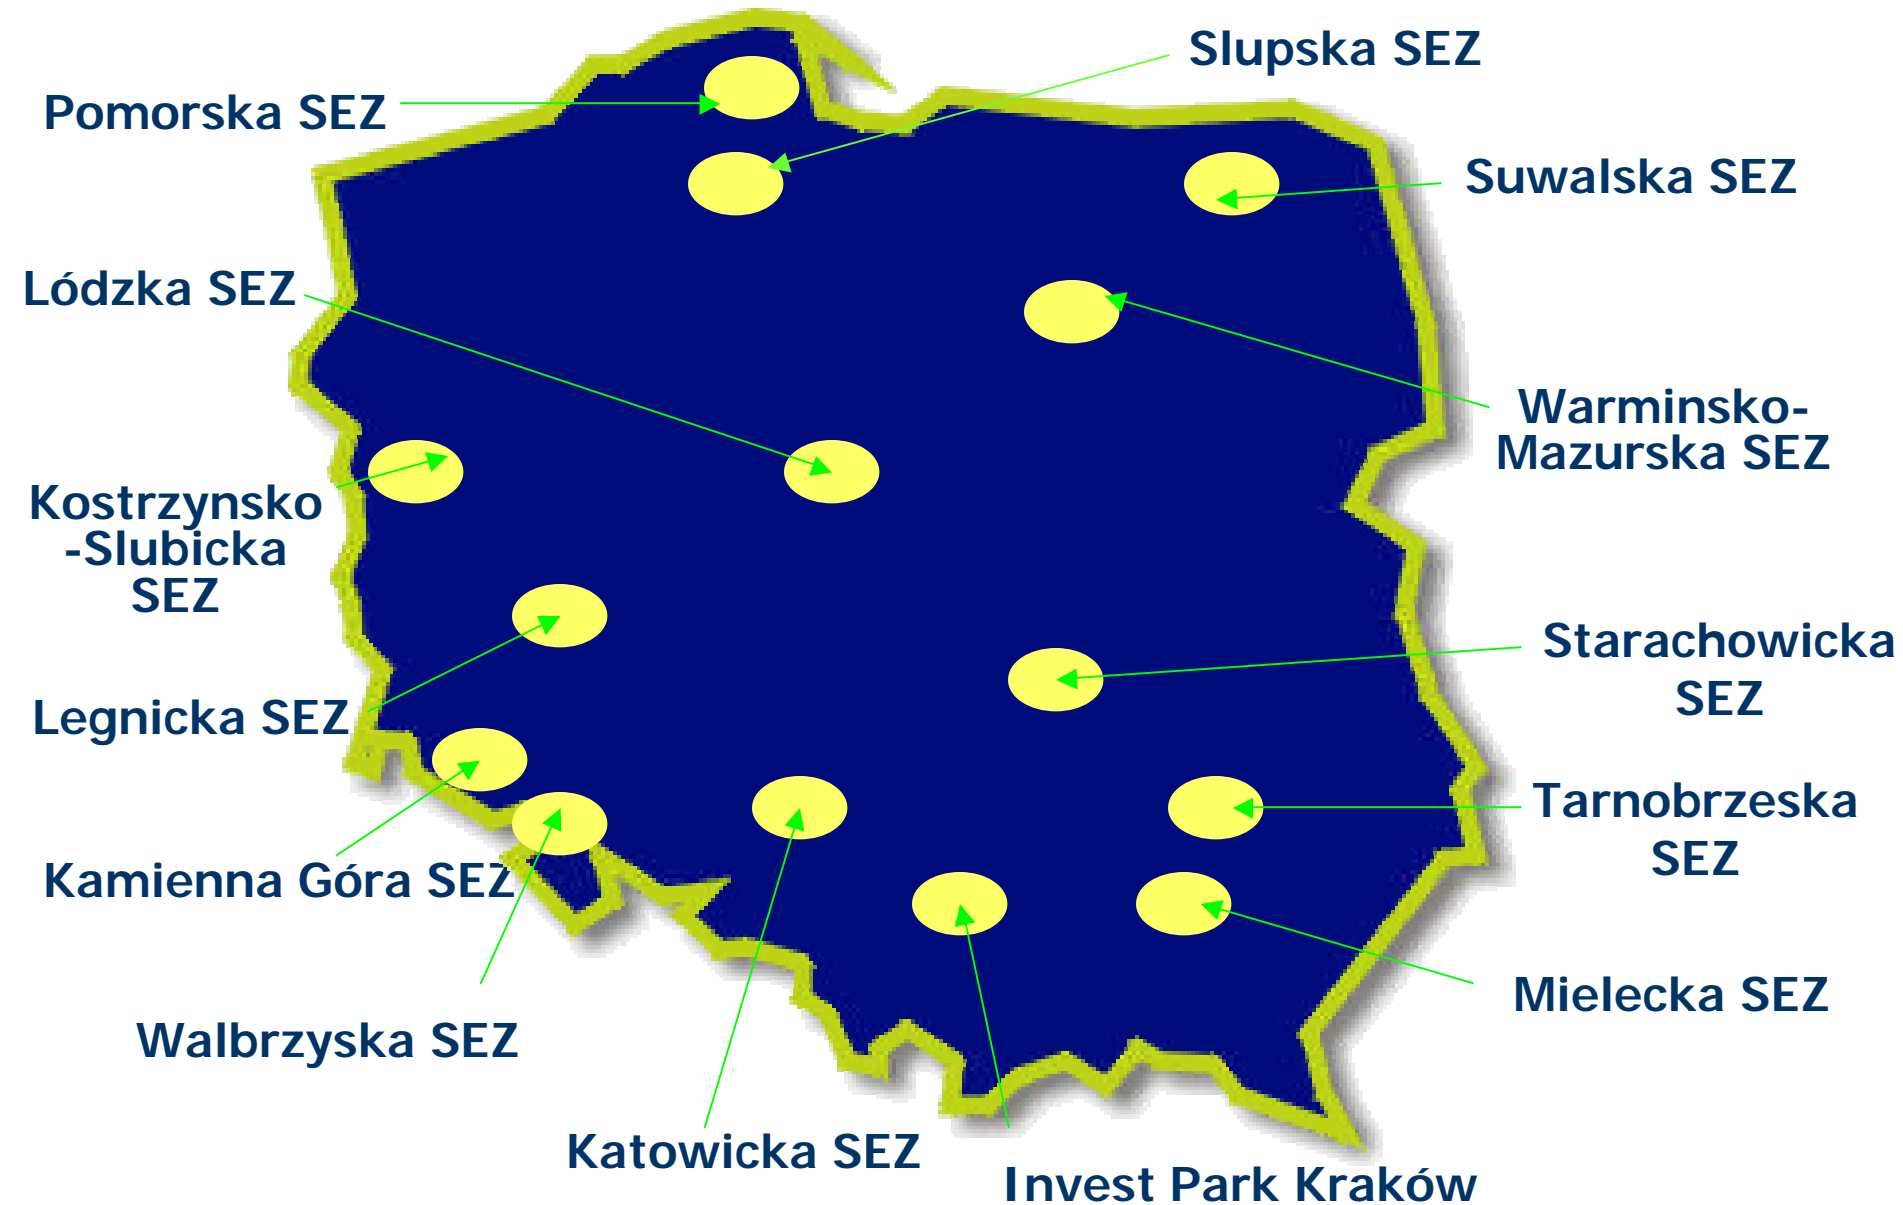 Slupska SEZ
Pomorska SEZ
Suwalska SEZ
Lódzka SEZ
Warminsko-
Mazurska SEZ
Kostrzynsko
-Slubicka
SEZ
Starachowicka
SEZ
Legnicka SEZ
Tarnobrzeska
SEZ
Kamienna Góra SEZ
Mielecka SEZ
Walbrzyska SEZ
Katowicka SEZ
Invest Park Kraków